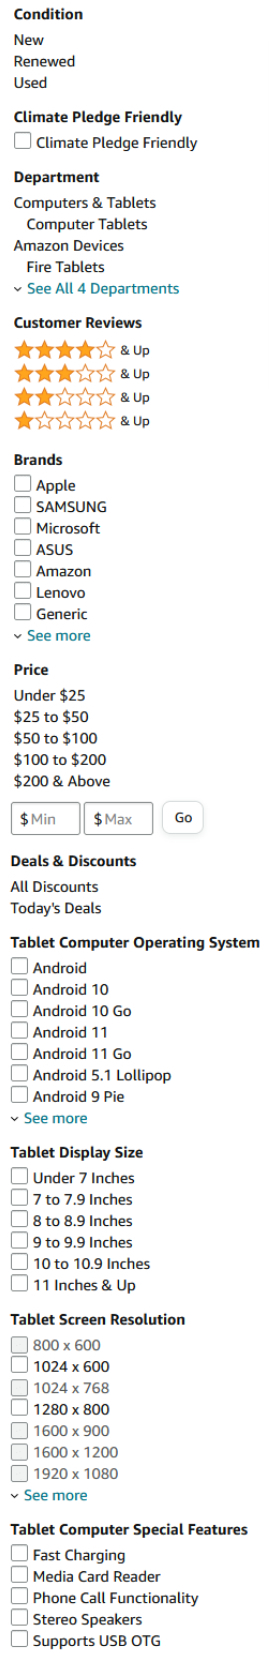 Condition
New
Renewed
Used
Climate Pledge Friendly
Climate Pledge Friendly
Department
Computers & Tablets
Computer Tablets
Amazon Devices
Fire Tablets
See All 4 Departments
Customer Reviews
& Up
& Up
& Up
& Up
Brands
Apple
SAMSUNG
Microsoft
ASUS
Amazon
Lenovo
Generic
See more
Price
Under $25
$25 to $50
$50 to $100
$100 to $200
$200 & Above
$ Min $ Max Go
Deals & Discounts
All Discounts
Today's Deals
Tablet Computer Operating System
Android
Android 10
Android 10 Go
Android 11
Android 11 Go
Android 5.1 Lollipop
Android 9 Pie
See more
Tablet Display Size
Under 7 Inches
7 to 7.9 Inches
8 to 8.9 Inches
9 to 9.9 Inches
10 to 10.9 Inches
11 Inches & Up
Tablet Screen Resolution
800 x 600
1024 x 600
1024 x 768
1280 x 800
1600 x 900
1600 x 1200
1920 x 1080
See more
Tablet Computer Special Features
Fast Charging
Media Card Reader
Phone Call Functionality
Stereo Speakers
Supports USB OTG